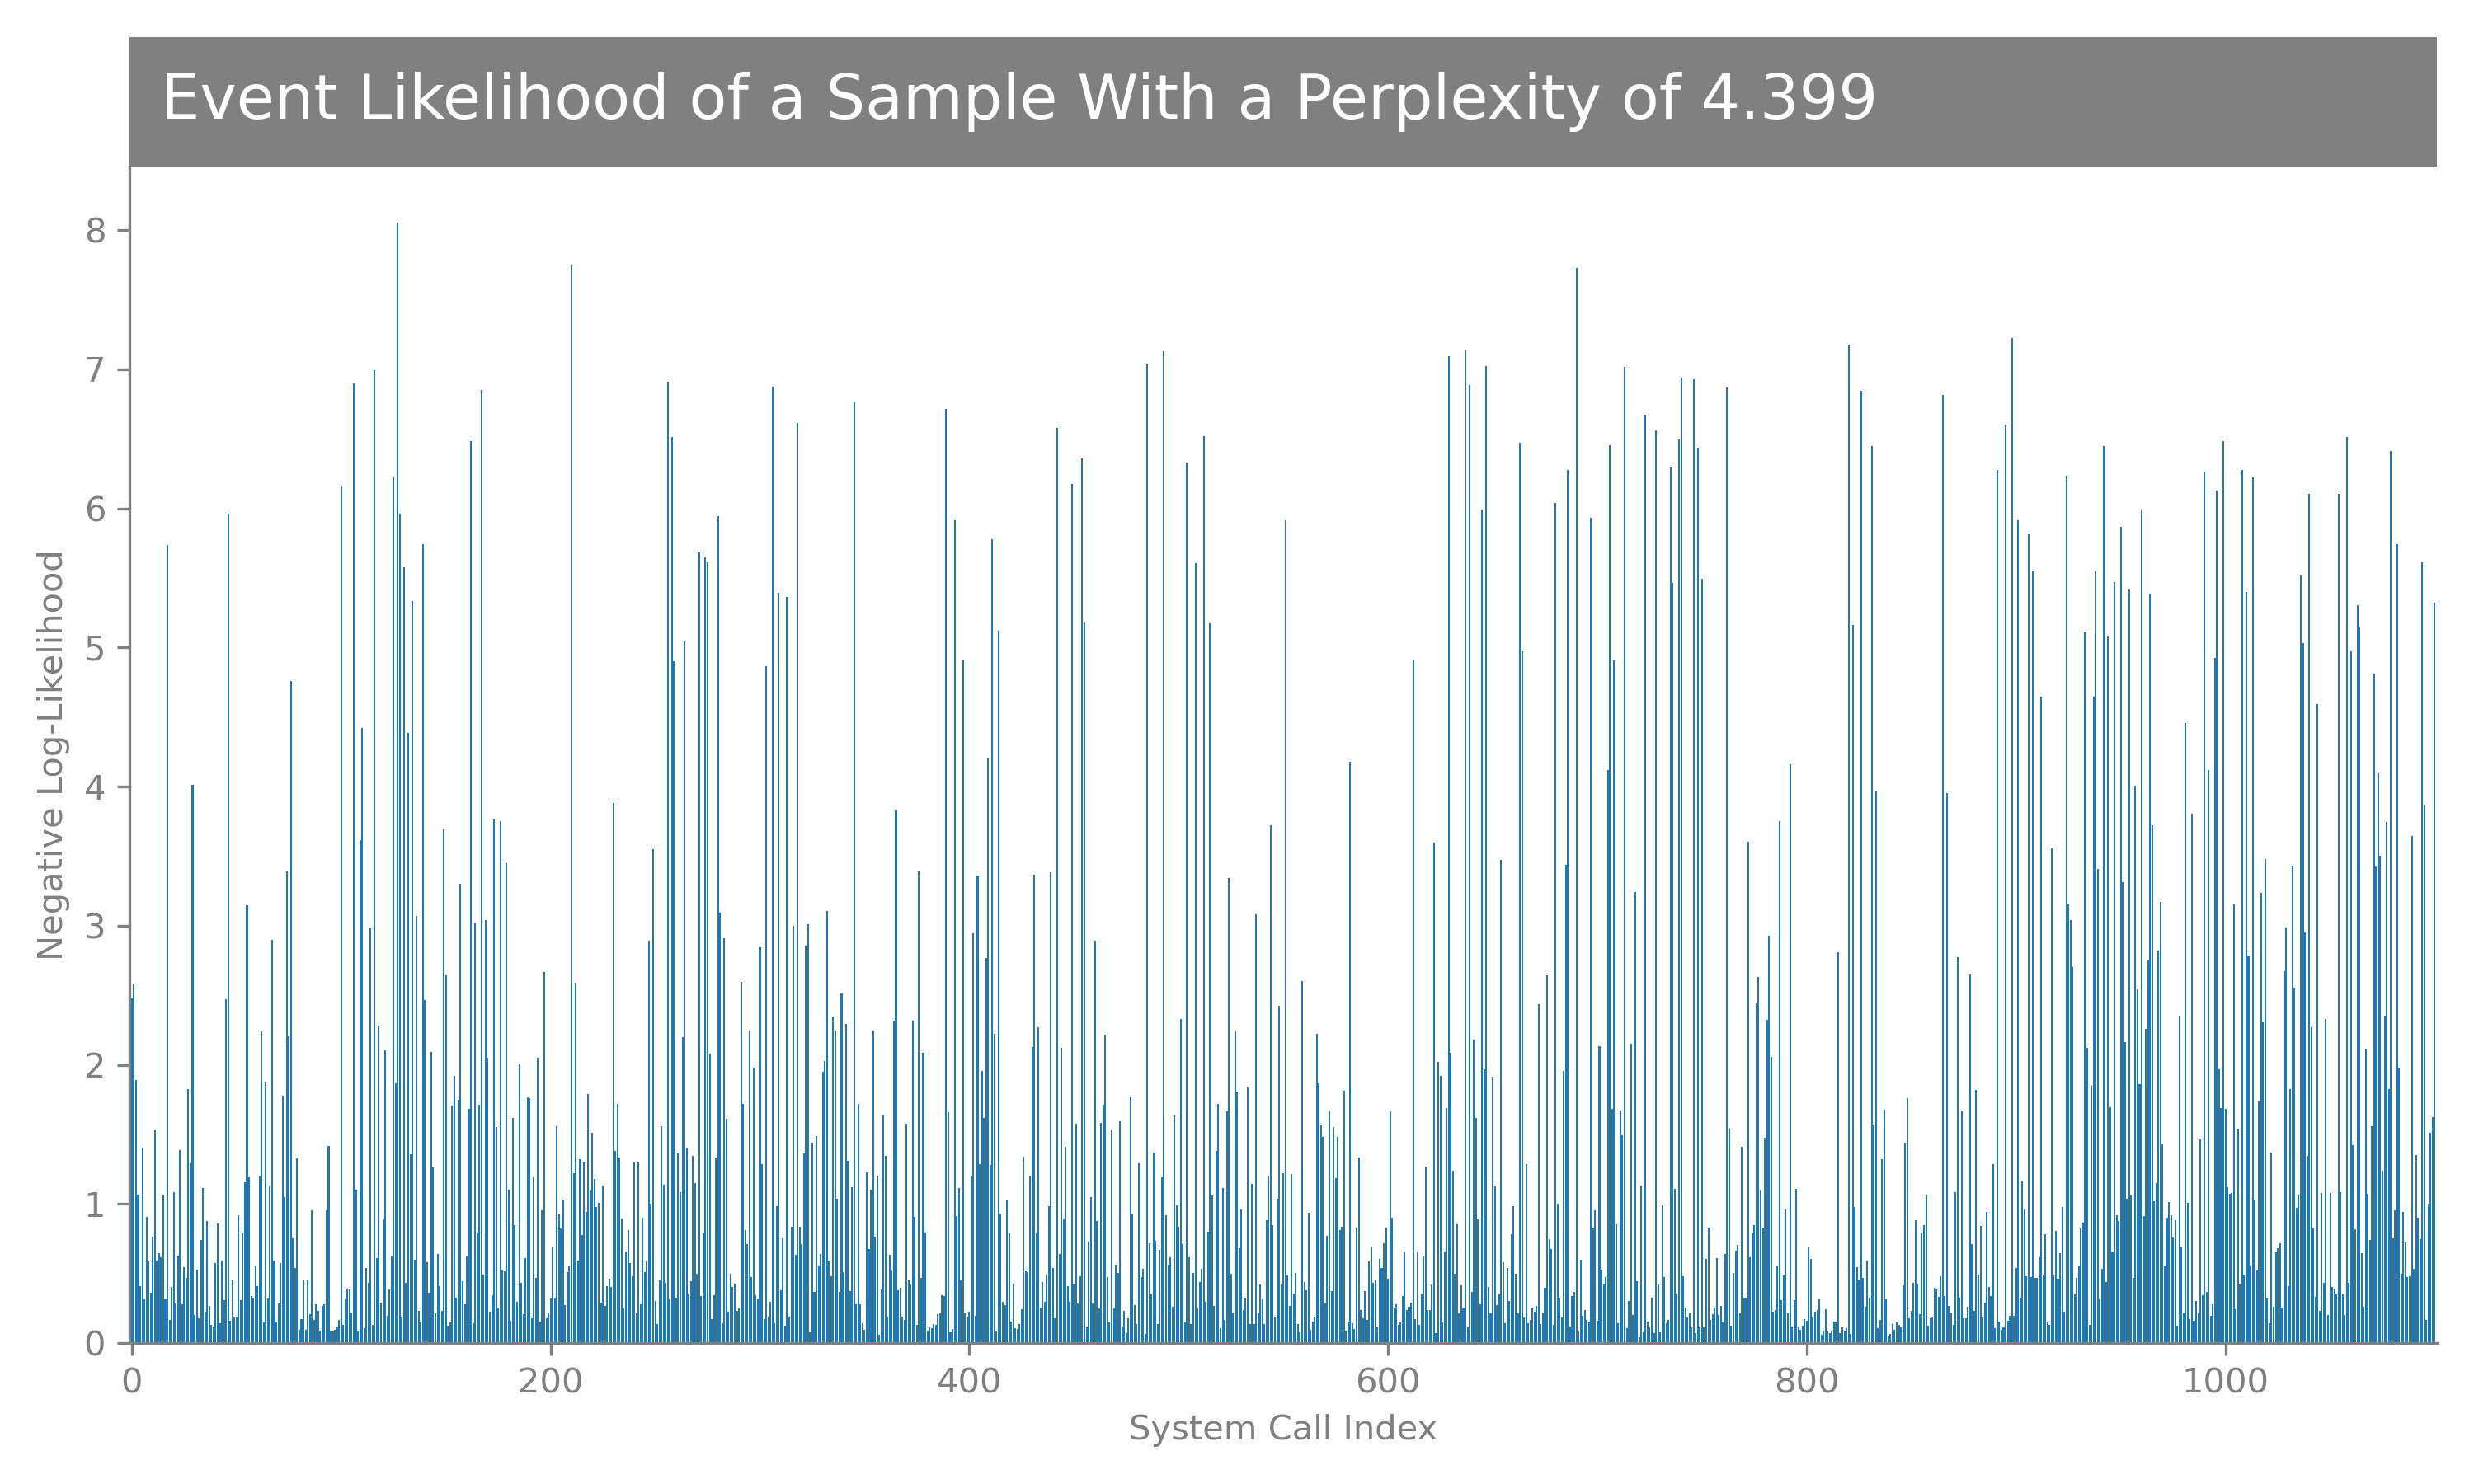 Event Likelihood of a Sample With a Perplexity of 4.399
8
7
6
5
4
3
2
1
0
Negative Log-Likelihood
0 200 400 600 800 1000
System Call Index